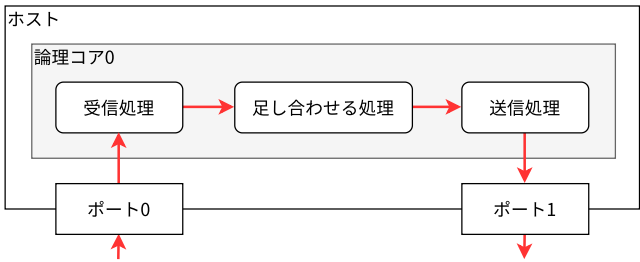 ホスト
論理コア0
受信処理
足し合わせる処理
送信処理
ポート0
ポート1